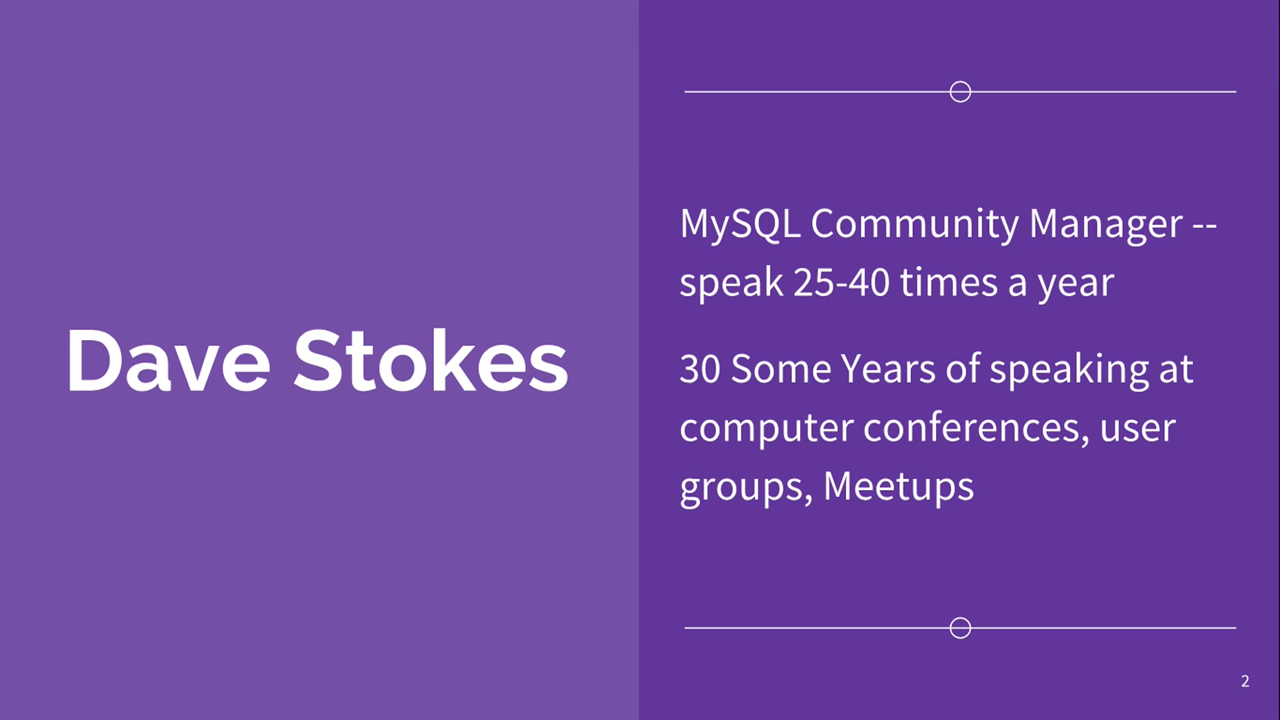 Dave Stokes
MySQL Community Manager --
speak 25-40 times a year
30 Some Years of speaking at
computer conferences, user
groups, Meetups
2